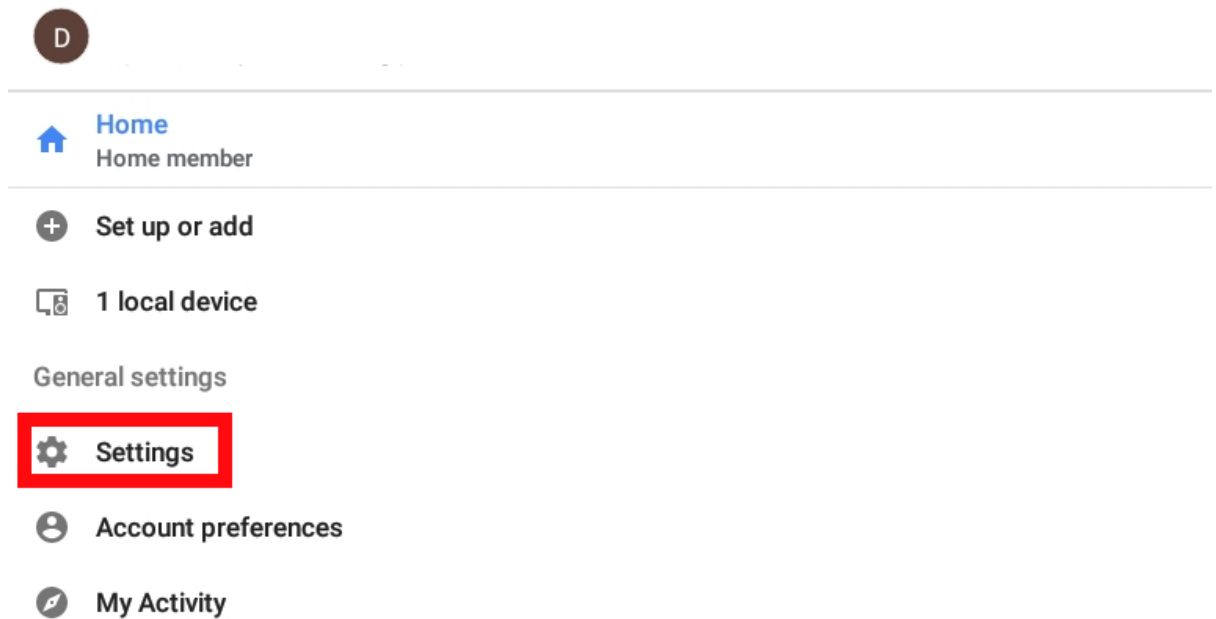 D
Home
Home member
Set up or add
1 local device
General settings
Settings
Account preferences
My Activity